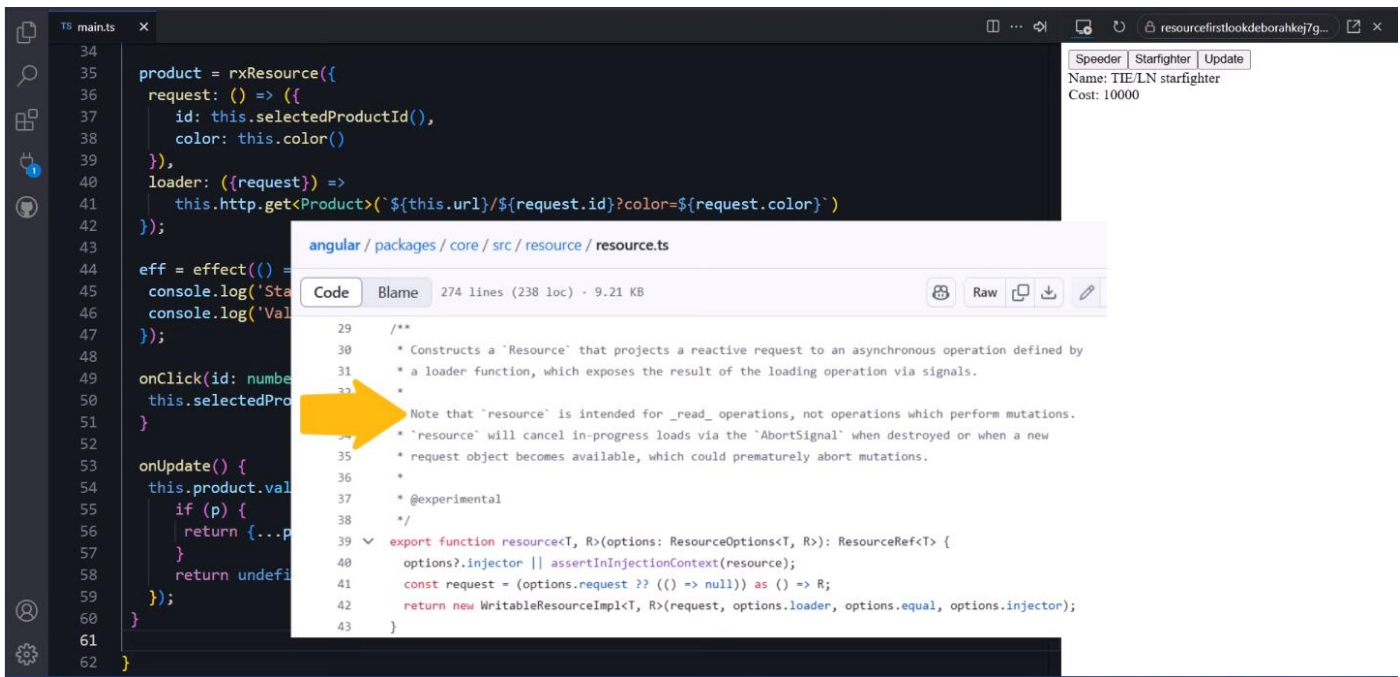 TS main.ts
resourcefirstlookdeborahkej7g...
34
35 product = rxResource({
36 request: () => ({
37 id: this.selectedProductId(),
38 color: this.color()
39 }),
40 loader: ({request}) =>
41 this.http.get<Product>(`${this.url}/${request.id}?color=${request.color}`)
42 });
43
44 eff = effect(() =
45 console.log('Sta
46 console.log('Val
47 });
48
49 onClick(id: numbe
50 this.selectedPro
51 }
52
53 onUpdate() {
54 this.product.val
55 if (p) {
56 return {...p
57 }
58 return undefi
59 });
60 }
61
62 }
1
Speeder Starfighter Update
Name: TIE/LN starfighter
Cost: 10000
angular / packages / core / src / resource / resource.ts
Code Blame 274 lines (238 loc) · 9.21 KB
Raw
29 /**
30 * Constructs a `Resource` that projects a reactive request to an asynchronous operation defined by
31 * a loader function, which exposes the result of the loading operation via signals.
32 *
Note that `resource` is intended for _read_ operations, not operations which perform mutations.
34 * `resource` will cancel in-progress loads via the `AbortSignal` when destroyed or when a new
35 * request object becomes available, which could prematurely abort mutations.
36 *
37 * @experimental
38 */
39 export function resource<T, R>(options: ResourceOptions<T, R>): ResourceRef<T> {
40 options?.injector || assertInInjectionContext(resource);
41 const request = (options.request ?? (() => null)) as () => R;
42 return new WritableResourceImpl<T, R>(request, options.loader, options.equal, options.injector);
43 }